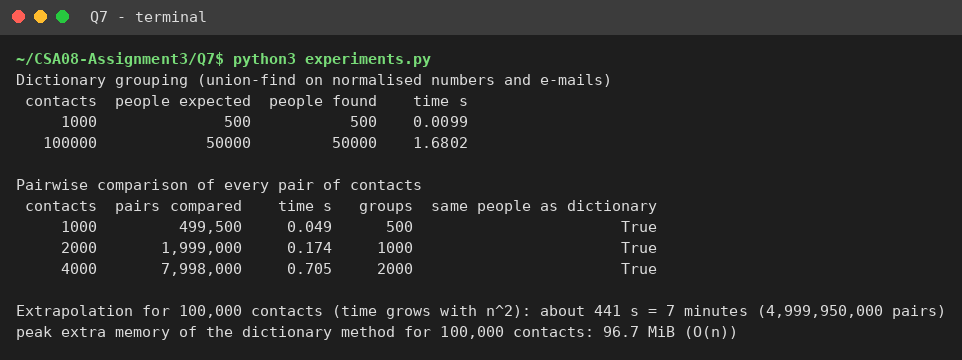 Q7 - terminal
~/CSA08-Assignment3/Q7$ python3 experiments.py
Dictionary grouping (union-find on normalised numbers and e-mails)
contacts  people expected  people found    time s
1000              500           500    0.0099
100000            50000         50000    1.6802
Pairwise comparison of every pair of contacts
contacts  pairs compared    time s   groups  same people as dictionary
1000         499,500     0.049      500                       True
2000       1,999,000     0.174     1000                       True
4000       7,998,000     0.705     2000                       True
Extrapolation for 100,000 contacts (time grows with n^2): about 441 s = 7 minutes (4,999,950,000 pairs)
peak extra memory of the dictionary method for 100,000 contacts: 96.7 MiB (O(n))